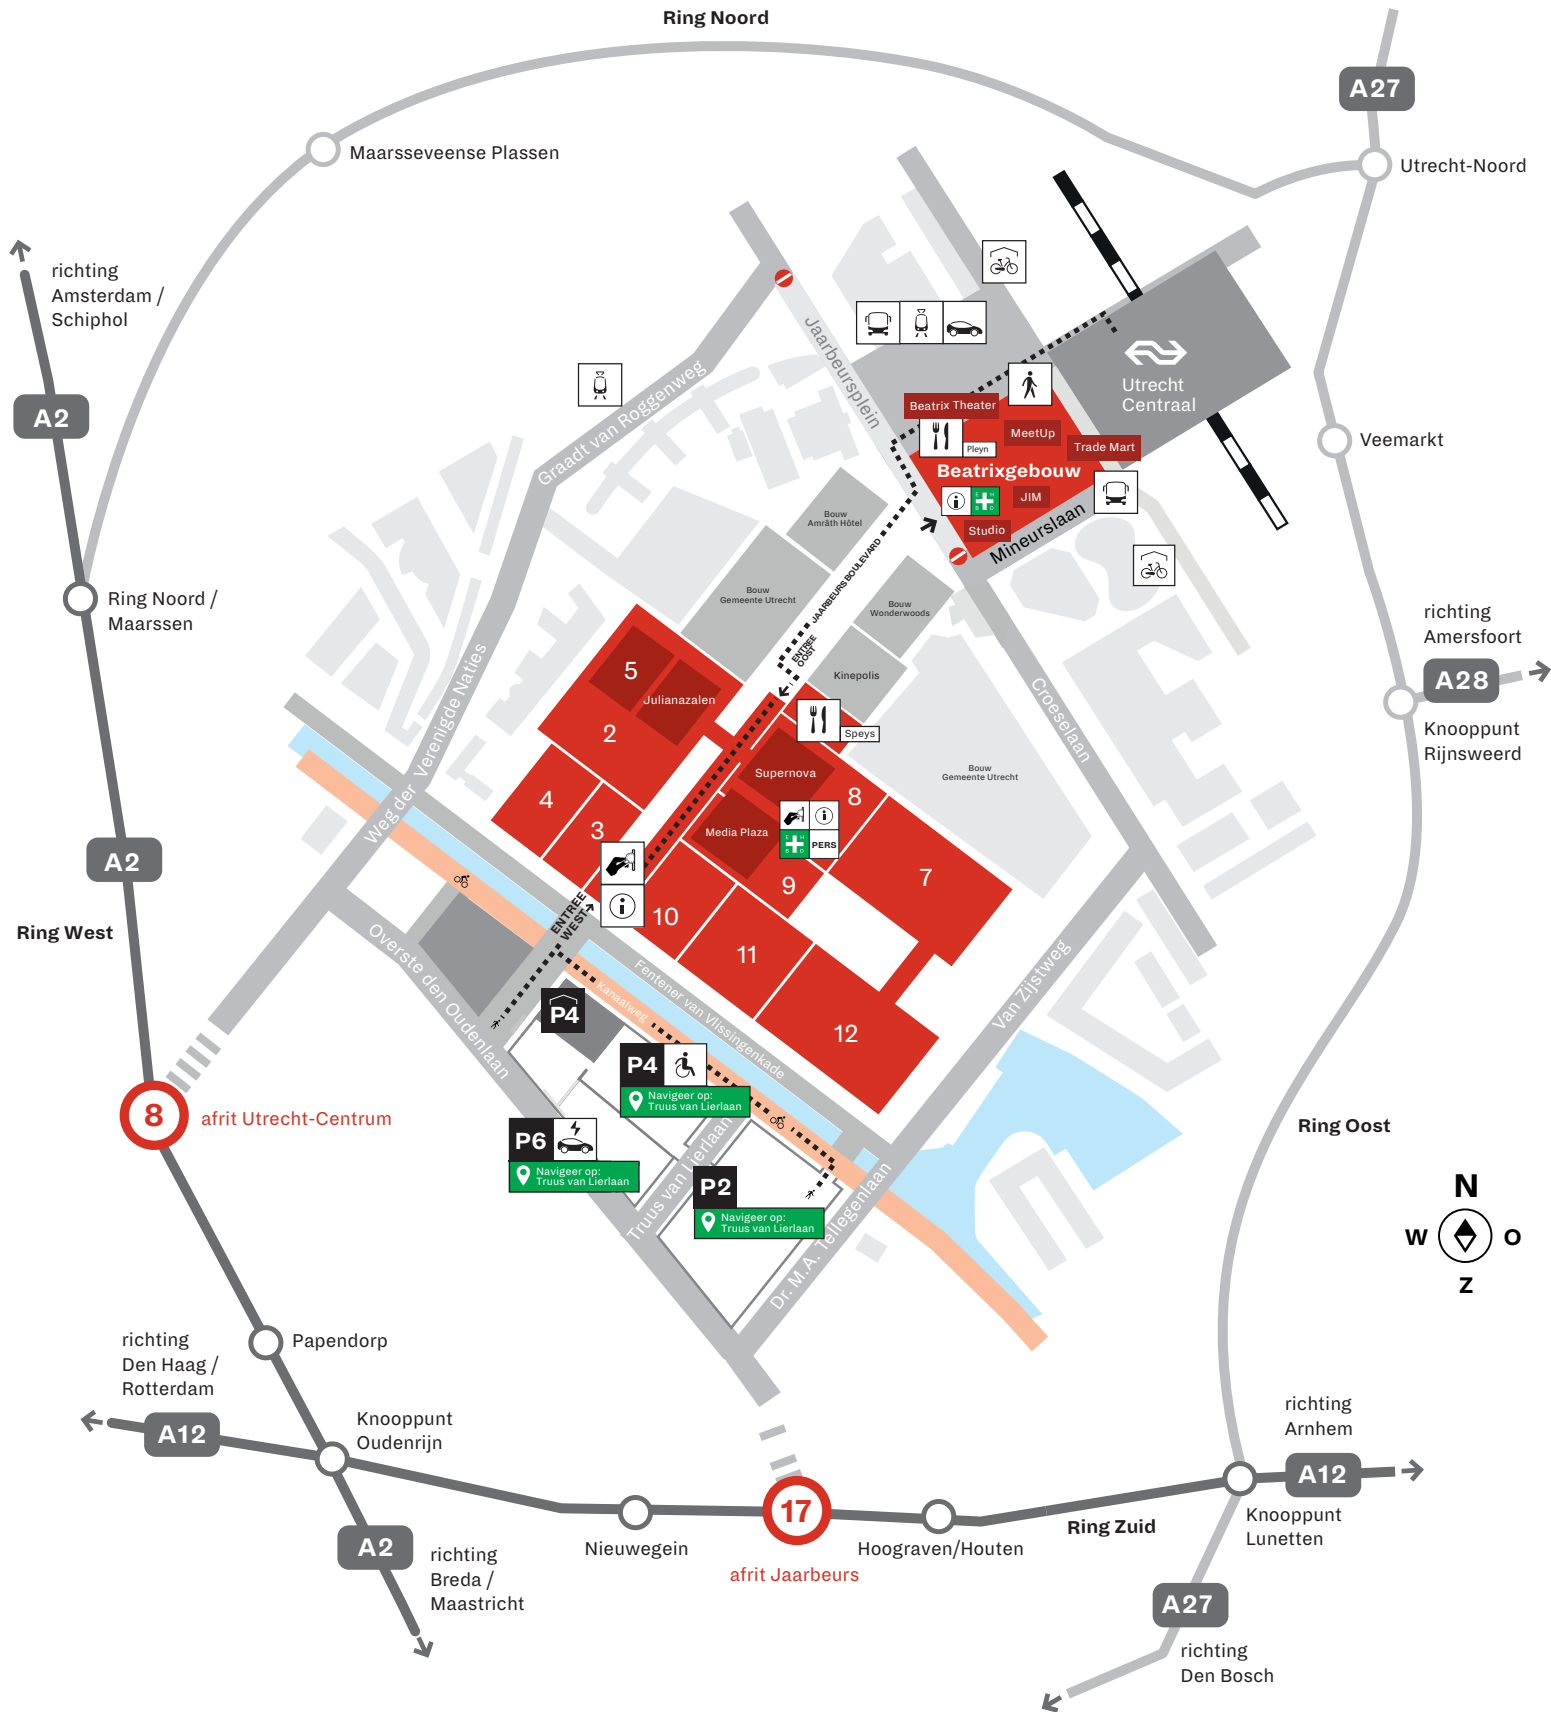 Ring Noord
A27
Maarsseveense Plassen
Utrecht-Noord
richting
Amsterdam /
Schiphol
A2
Jaarbeursplein
Utrecht
Centraal
Graadt van Roggenweg
Beatrix Theater
MeetUp
Pleyn
Trade Mart
Beatrixgebouw
JIM
E H
B O
Studio
Mineurslaan
Veemarkt
Bouw
Amrâth Hôtel
JAARBEURSBOULEVARD
Bouw
Gemeente Utrecht
Bouw
Wonderwoods
ENTREE
OOST
Kinepolis
Ring Noord /
Maarssen
richting
Amersfoort
A28
Knooppunt
Rijnsweerd
Weg der Verenigde Naties
5
Julianazalen
2
4
3
Speys
Supernova
8
Media Plaza
E H
B O
PERS
Bouw
Gemeente Utrecht
Croeselaan
7
9
10
11
12
A2
Ring West
ENTREE
WEST
Overste den Oudenlaan
Kanaalweg
Fentener van Vlissingenkade
Van Zijstweg
P4
P4
Navigeer op:
Truus van Lierlaan
P6
Navigeer op:
Truus van Lierlaan
P2
Navigeer op:
Truus van Lierlaan
Truus van Lierlaan
Dr. M.A. Tellegenlaan
8
afrit Utrecht-Centrum
Ring Oost
N
W
O
Z
Papendorp
richting
Den Haag /
Rotterdam
A12
Knooppunt
Oudenrijn
A2
richting
Breda /
Maastricht
Nieuwegein
17
afrit Jaarbeurs
Hoograven/Houten
Ring Zuid
richting
Arnhem
A12
Knooppunt
Lunetten
A27
richting
Den Bosch